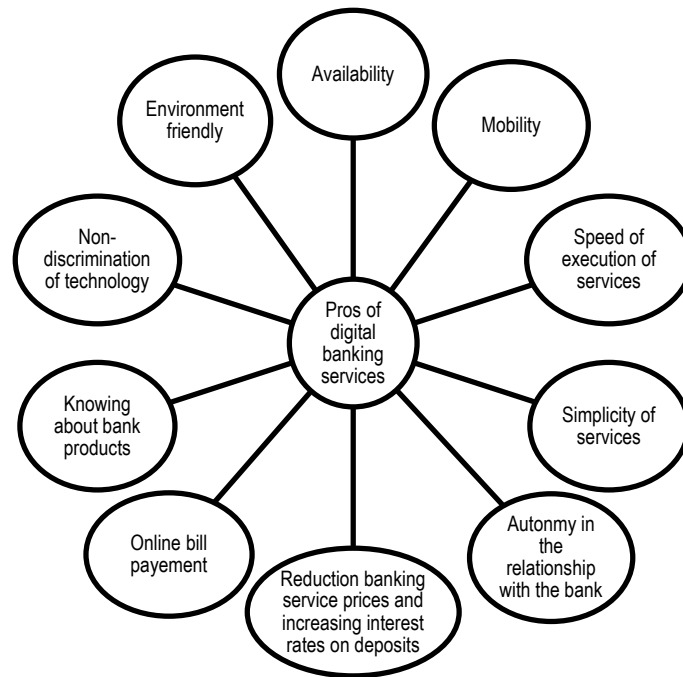 Availability
Mobility
Speed of
execution of
services
Simplicity of
services
Autonmy in
the
relationship
with the bank
Reduction banking
service prices and
increasing interest
rates on deposits
Online bill
payement
Knowing
about bank
products
Non-
discrimination
of technology
Environment
friendly
Pros of
digital
banking
services